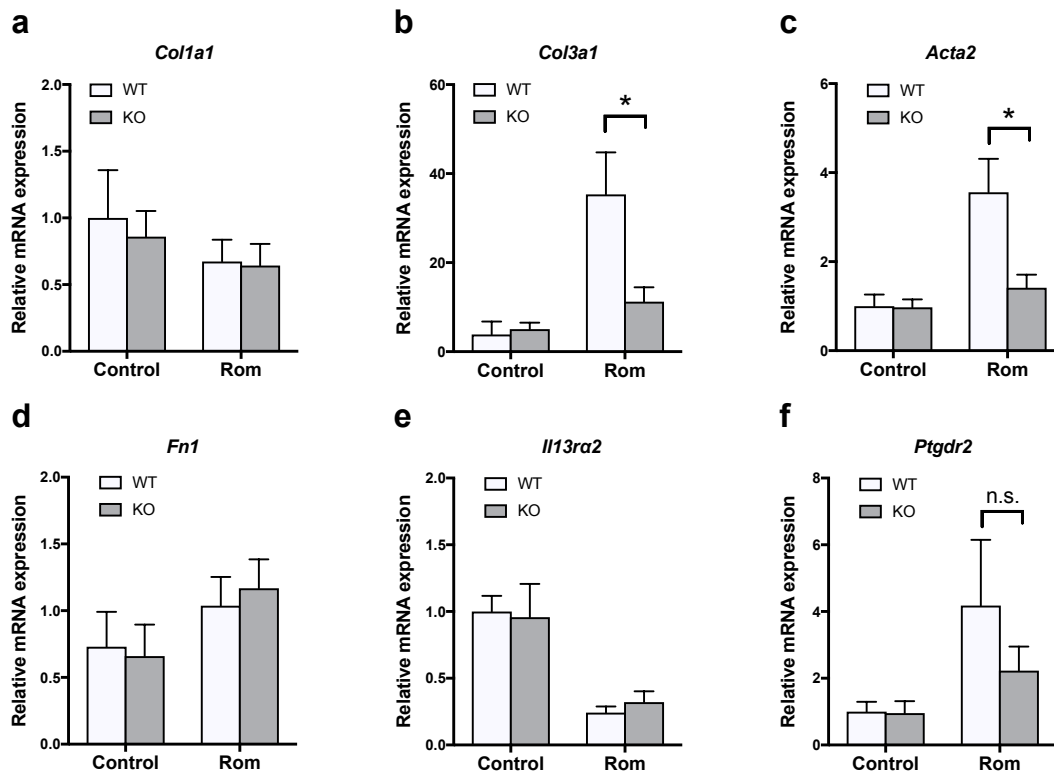 a
Col1a1
Relative mRNA expression
2.0
1.5
1.0
0.5
0.0
WT
KO
Control Rom
b
Col3a1
Relative mRNA expression
60
40
20
0
WT
KO
*
Control Rom
c
Acta2
Relative mRNA expression
6
4
2
0
WT
KO
*
Control Rom
d
Fn1
Relative mRNA expression
2.0
1.5
1.0
0.5
0.0
WT
KO
Control Rom
e
Il13rα2
Relative mRNA expression
2.0
1.5
1.0
0.5
0.0
WT
KO
Control Rom
f
Ptgdr2
Relative mRNA expression
8
6
4
2
0
WT
KO
n.s.
Control Rom